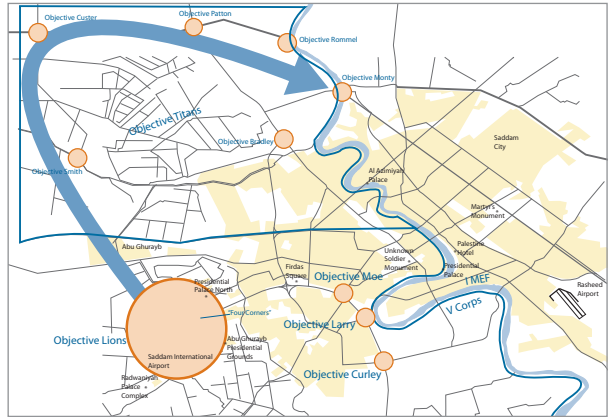 Objective Custer
Objective Patton
Objective Rommel
Objective Monty
Objective Titans
Objective Bradley
Saddam
City
Objective Smith
Al Azimiyah
Palace
Martyr's
Monument
Abu Ghurayb
Unknown
Soldier
Monument
Palestine
Hotel
Firdas
Square
Presidential
Palace
Presidential
Palace North
Objective Moe
I MEF
V Corps
Rasheed
Airport
"Four Corners"
Objective Larry
Objective Lions
Abu Ghurayb
Presidential
Grounds
Saddam International
Airport
Objective Curley
Radwaniyah
Palace
Complex